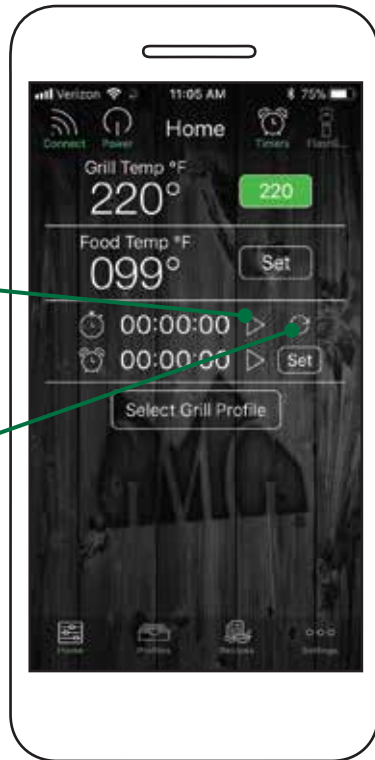 Verizon 11:05 AM 75%
Connect Power Home Timers
Grill Temp °F
220° 220
Food Temp °F
099° Set
00:00:00
00:00:00 Set
Select Grill Profile
GMG
Home Profiles Recipes Settings